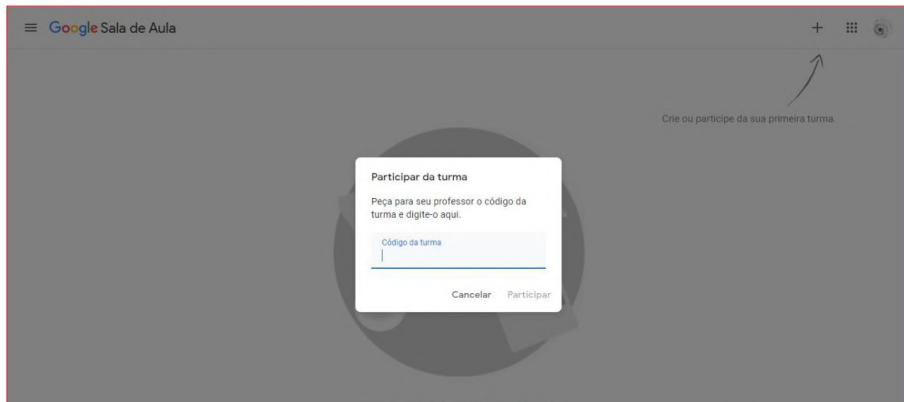 Google Sala de Aula
Crie ou participe da sua primeira turma.
Participar da turma
Peça para seu professor o código da
turma e digite-o aqui.
Código da turma
Cancelar Participar